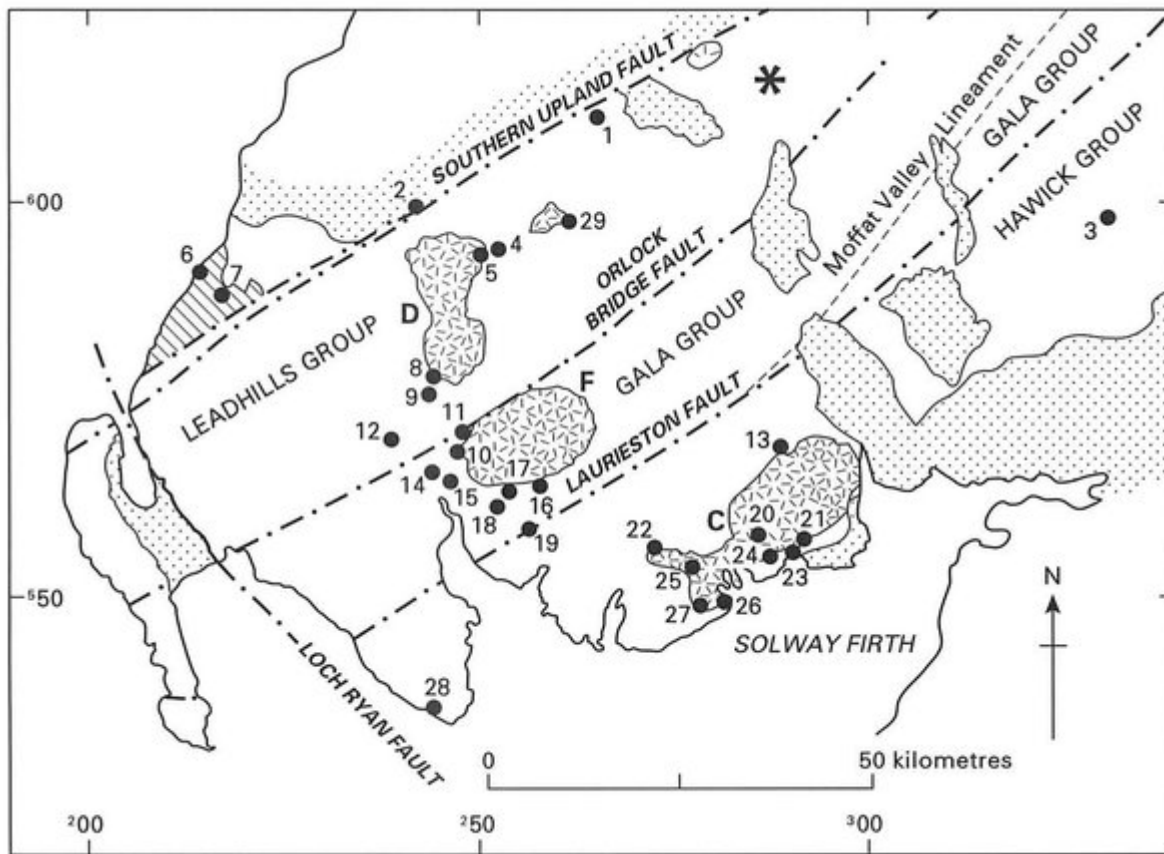 SOUTHERN UPLAND FAULT
*
Moffat Valley Lineament
GALA GROUP
HAWICK GROUP
1
⁶00
2
29
3
4
5
6
7
ORLOCK
BRIDGE FAULT
D
LEADHILLS GROUP
GALA GROUP
8
9
F
11
12
10
LAURIESTON FAULT
13
14
15
17
16
18
19
C
20
21
22
24
23
25
⁵50
27
26
N
SOLWAY FIRTH
LOCH RYAN FAULT
28
0
50 kilometres
²00
²50
³00